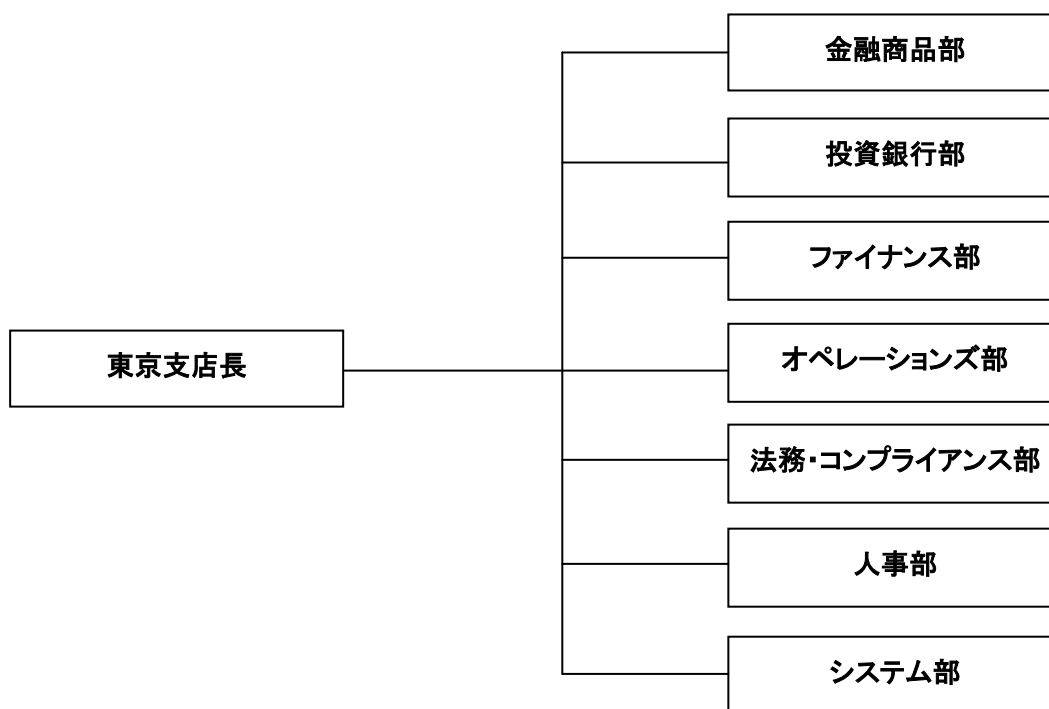 金融商品部
投資銀行部
ファイナンス部
東京支店長
オペレーションズ部
法務・コンプライアンス部
人事部
システム部